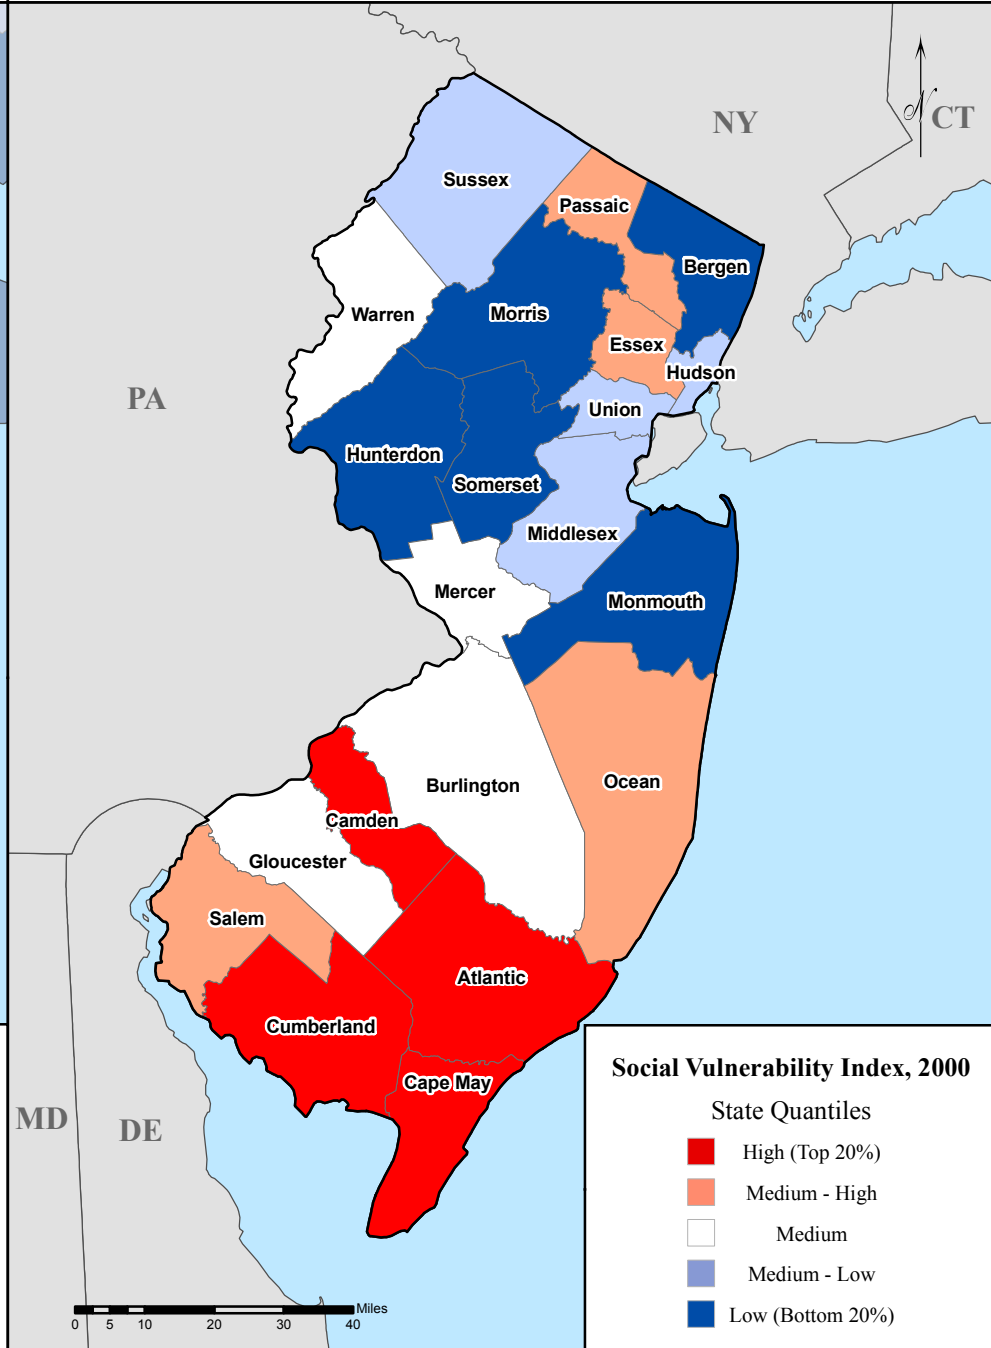 NY
CT
N
Sussex
Passaic
Bergen
Warren
Morris
Essex
Hudson
PA
Union
Hunterdon
Somerset
Middlesex
Mercer
Monmouth
Burlington
Ocean
Camden
Gloucester
Salem
Atlantic
Cumberland
Cape May
MD
DE
Social Vulnerability Index, 2000
State Quantiles
High (Top 20%)
Medium - High
Medium
Medium - Low
Low (Bottom 20%)
Miles
0 5 10 20 30 40